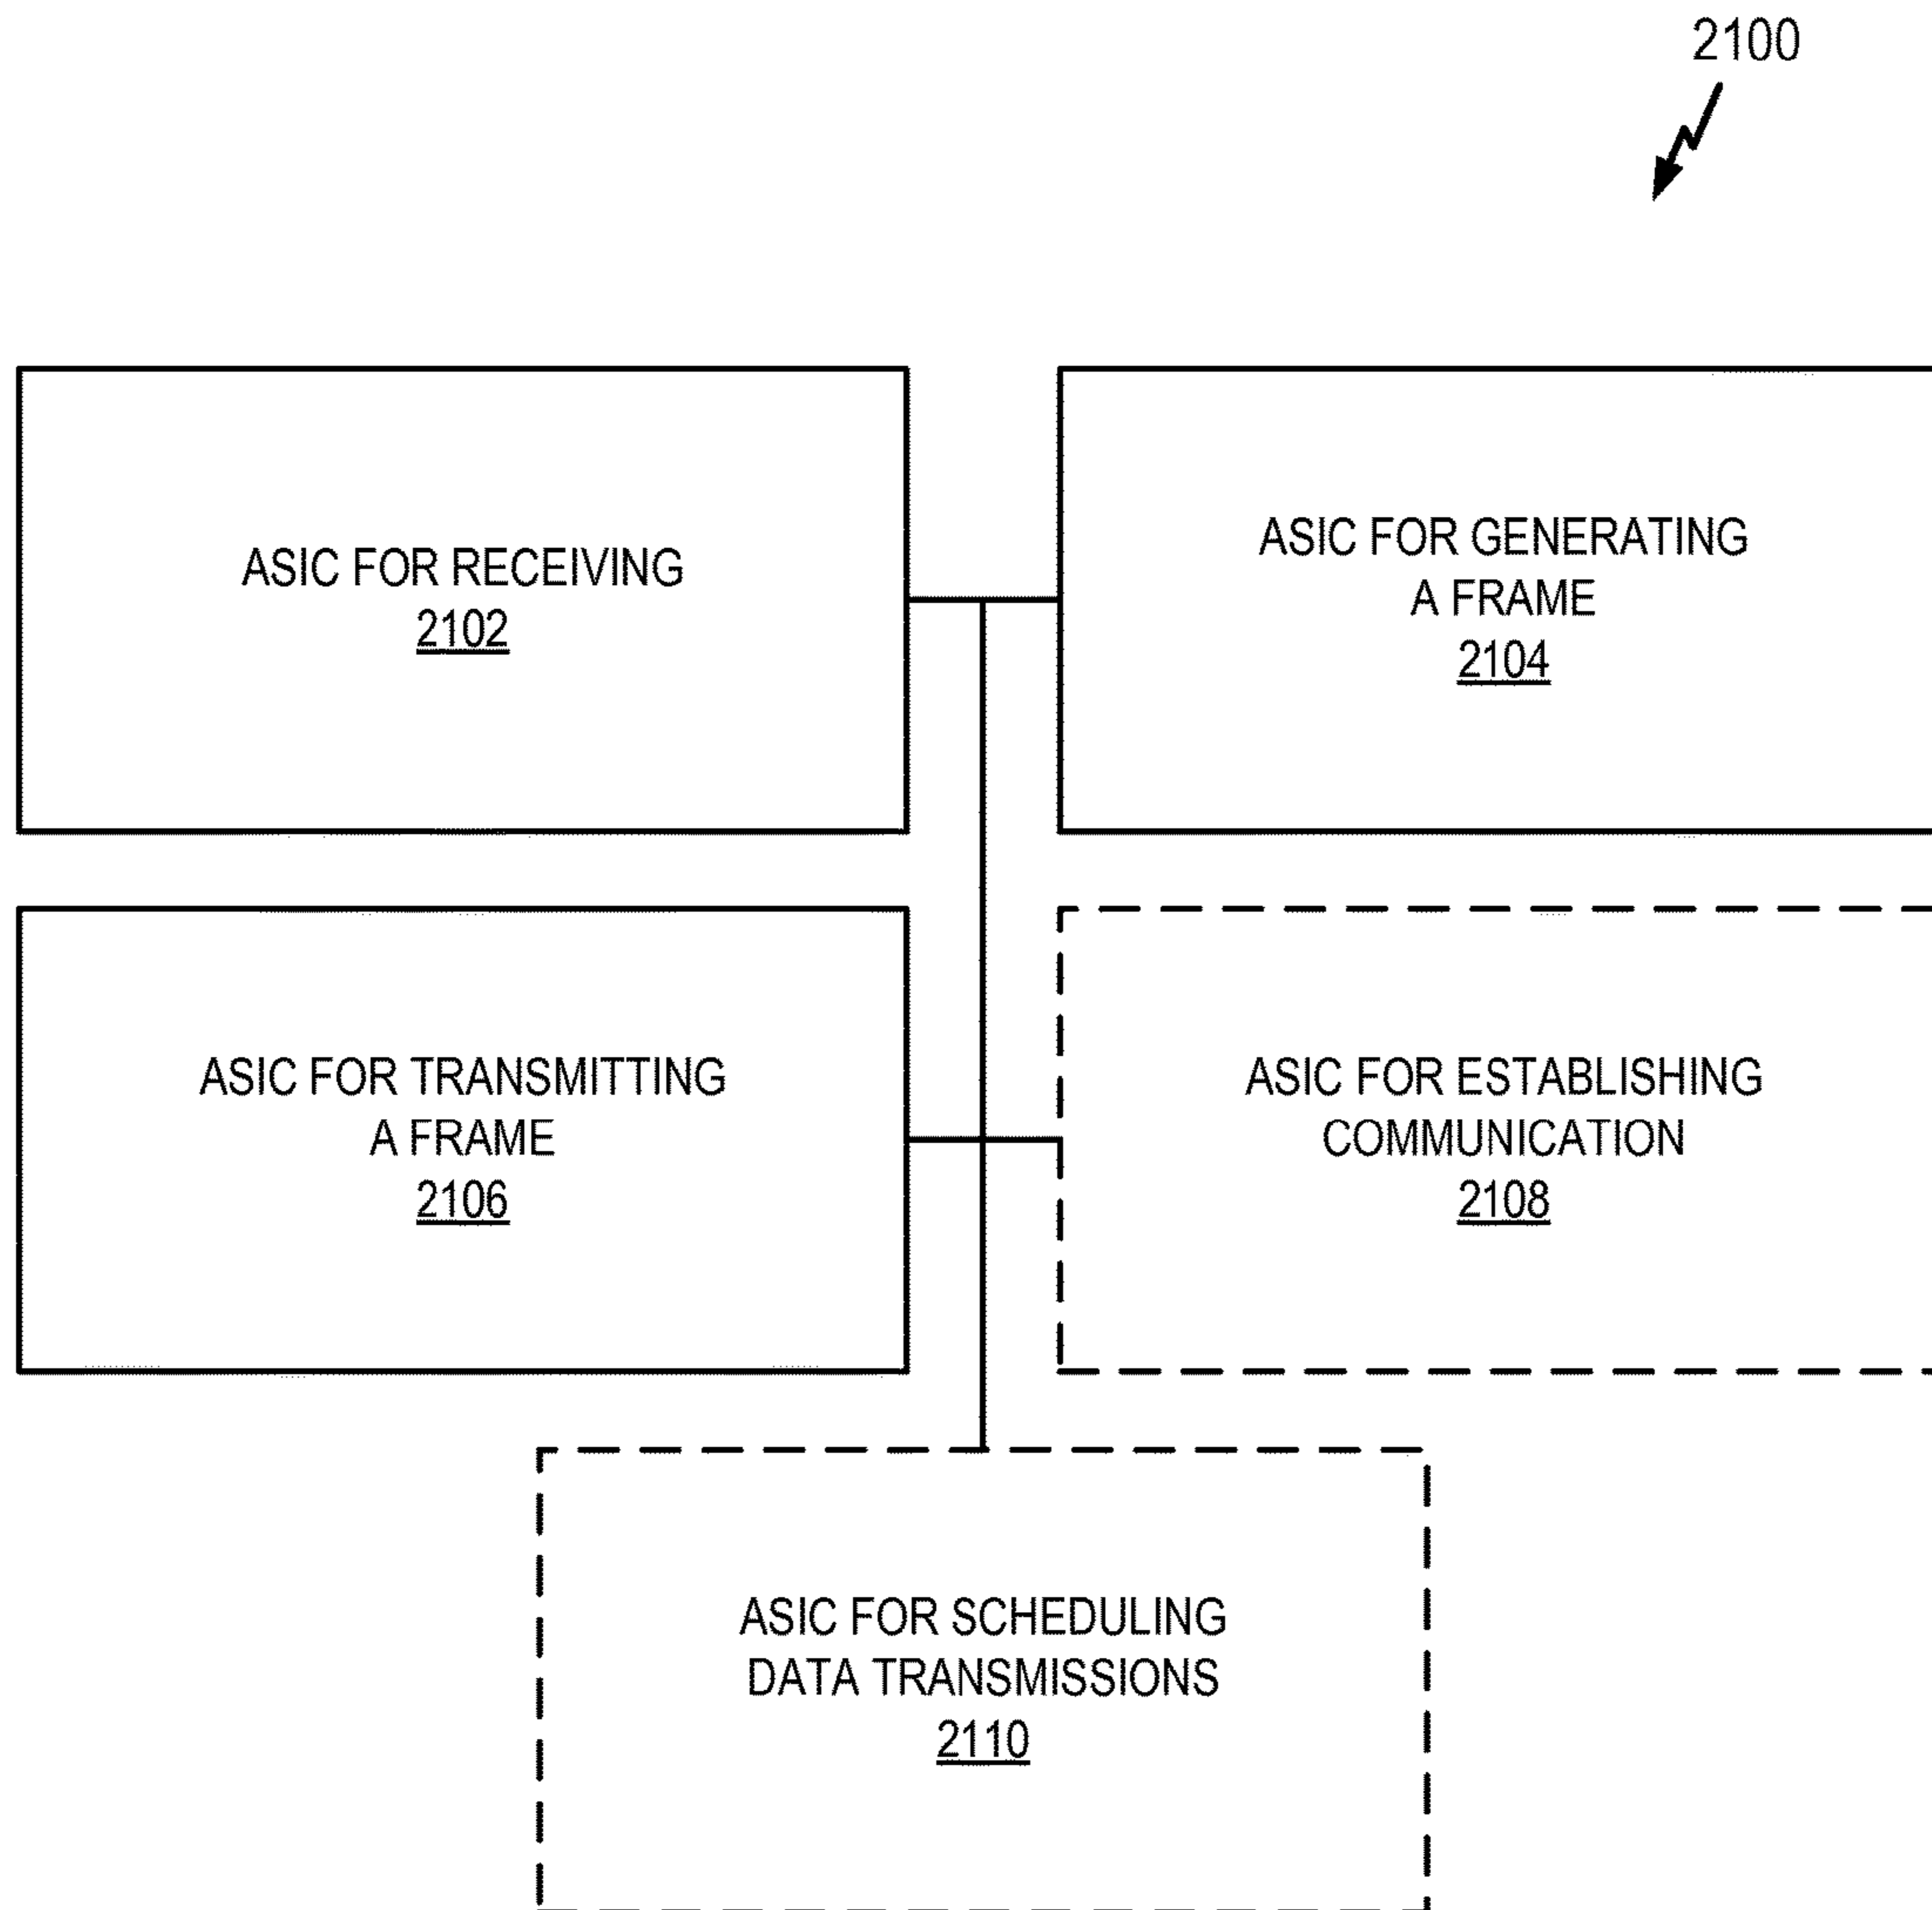 2100
ASIC FOR RECEIVING
2102
ASIC FOR GENERATING
A FRAME
2104
ASIC FOR TRANSMITTING
A FRAME
2106
ASIC FOR ESTABLISHING
COMMUNICATION
2108
ASIC FOR SCHEDULING
DATA TRANSMISSIONS
2110